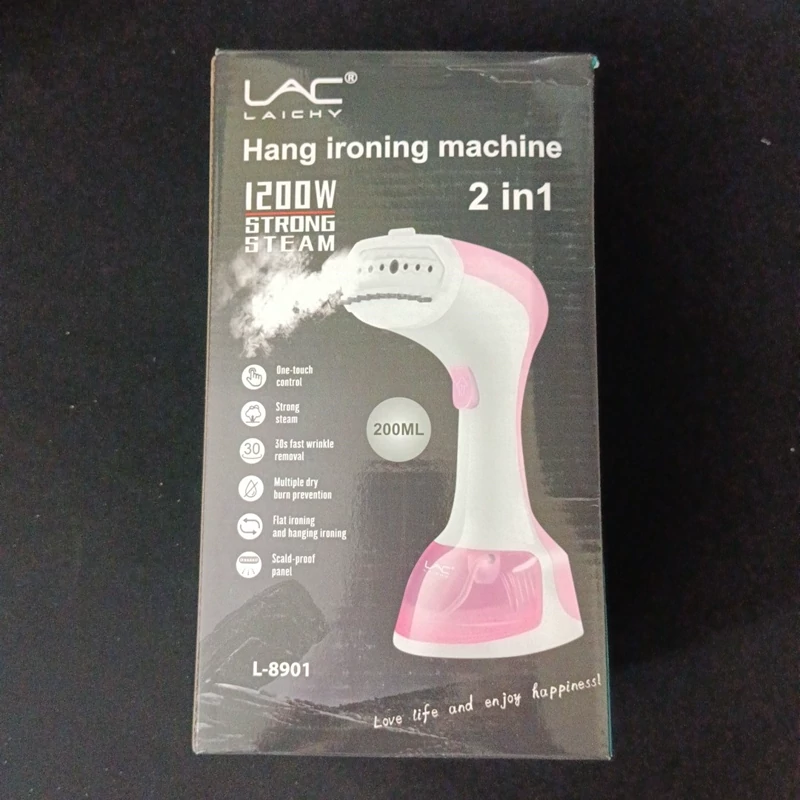 LAC®
LAICHY
Hang ironing machine
1200W
STRONG
STEAM
2 in1
One-touch
control
Strong
steam
30
30s fast wrinkle
removal
Multiple dry
burn prevention
Flat ironing
and hanging ironing
Scald-proof
panel
200ML
LAC
LAICHY
L-8901
Love life and enjoy happiness!